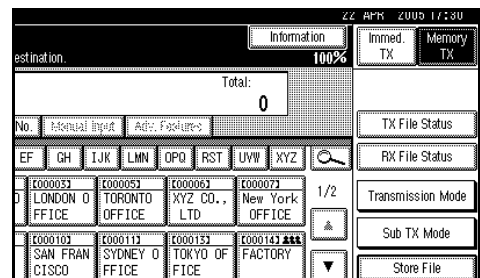 22 APR 2005 17:30
Information
Immed. TX
Memory TX
estination.
100%
Total:
0
No.
Manual Input
Adv. Features
TX File Status
EF
GH
IJK
LMN
OPQ
RST
UVW
XYZ
RX File Status
[00003]
LONDON O
FFICE
[00005]
TORONTO
OFFICE
[00006]
XYZ CO.,
LTD
[00007]
New York
OFFICE
1/2
Transmission Mode
Sub TX Mode
[00010]
SAN FRAN
CISCO
[00011]
SYDNEY O
FFICE
[00013]
TOKYO OF
FICE
[00014]
FACTORY
Store File